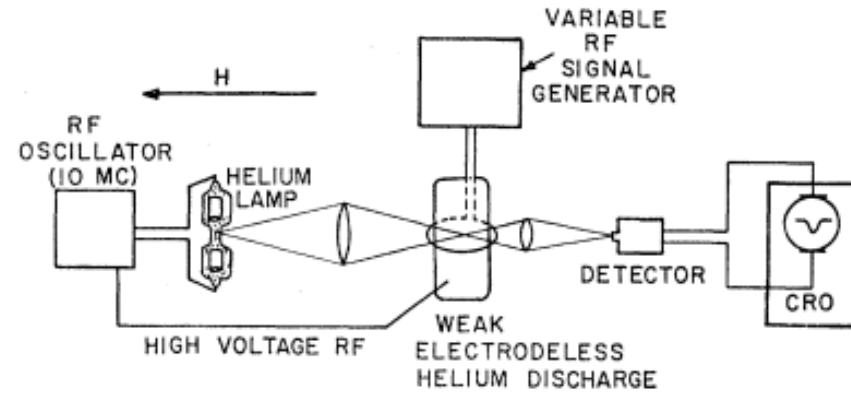 VARIABLE
RF
SIGNAL
GENERATOR
H
RF
OSCILLATOR
(10 MC)
HELIUM
LAMP
DETECTOR
CRO
HIGH VOLTAGE RF
WEAK
ELECTRODELESS
HELIUM DISCHARGE